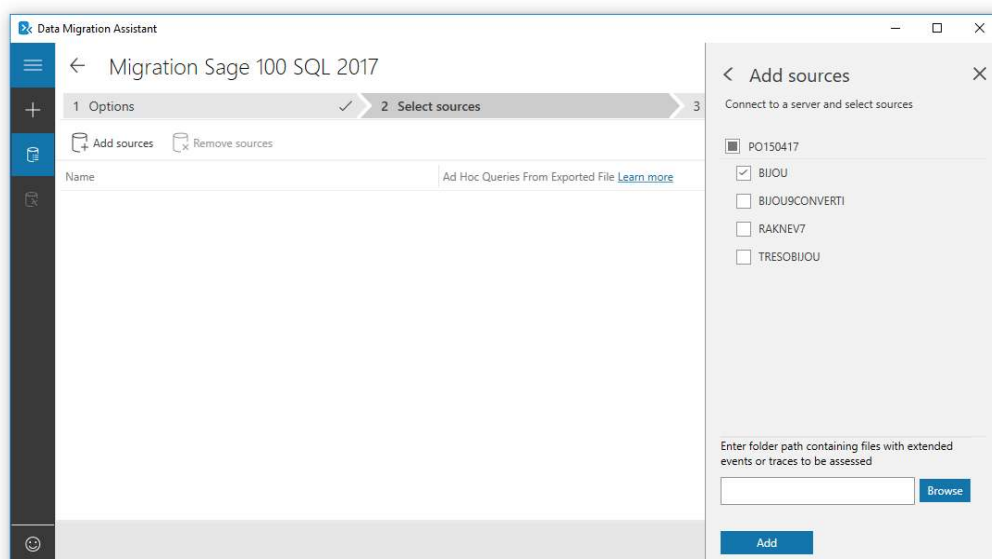 Data Migration Assistant
Migration Sage 100 SQL 2017
1 Options
2 Select sources
3
Add sources
Remove sources
Name
Ad Hoc Queries From Exported File Learn more
Add sources
Connect to a server and select sources
PO150417
BIJOU
BIJOU9CONVERTI
RAKNEV7
TRESOBIJOU
Enter folder path containing files with extended
events or traces to be assessed
Browse
Add